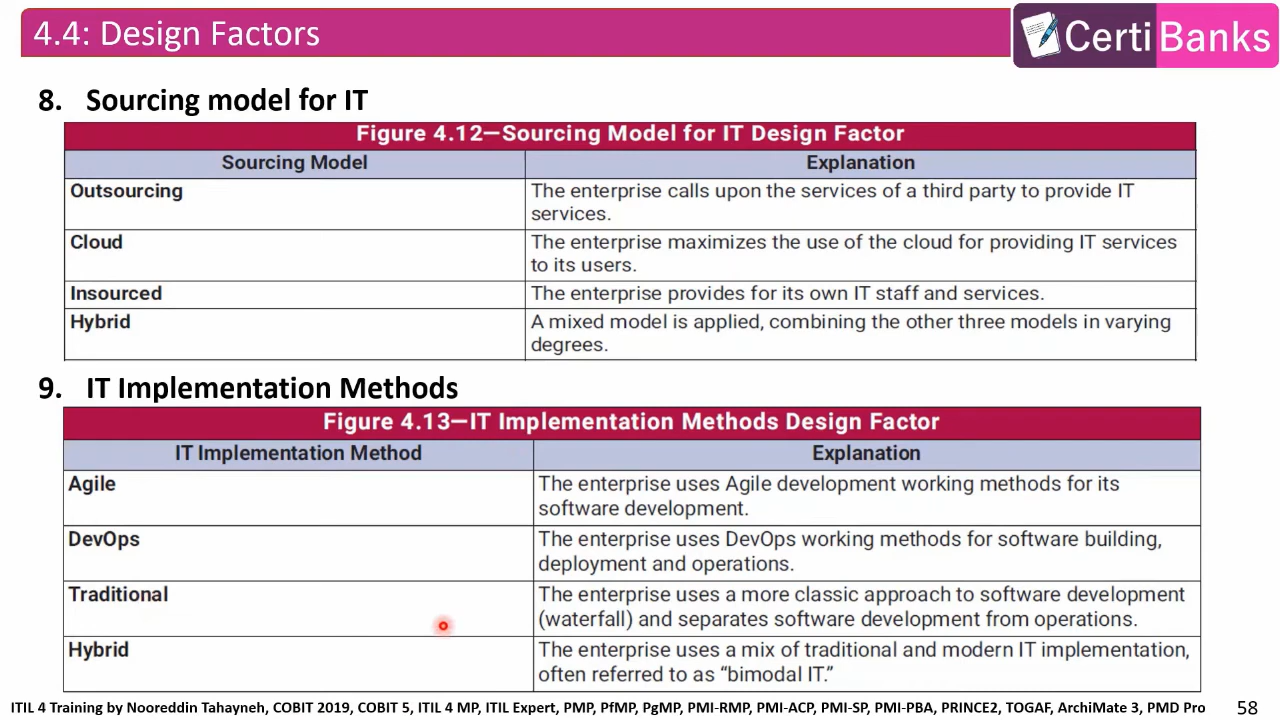 4.4: Design Factors
CertiBanks
8. Sourcing model for IT
Figure 4.12—Sourcing Model for IT Design Factor
Sourcing Model
Explanation
Outsourcing
The enterprise calls upon the services of a third party to provide IT
services.
Cloud
The enterprise maximizes the use of the cloud for providing IT services
to its users.
Insourced
The enterprise provides for its own IT staff and services.
Hybrid
A mixed model is applied, combining the other three models in varying
degrees.
9. IT Implementation Methods
Figure 4.13—IT Implementation Methods Design Factor
IT Implementation Method
Explanation
Agile
The enterprise uses Agile development working methods for its
software development.
DevOps
The enterprise uses DevOps working methods for software building,
deployment and operations.
Traditional
The enterprise uses a more classic approach to software development
(waterfall) and separates software development from operations.
Hybrid
The enterprise uses a mix of traditional and modern IT implementation,
often referred to as “bimodal IT.”
ITIL 4 Training by Nooreddin Tahayneh, COBIT 2019, COBIT 5, ITIL 4 MP, ITIL Expert, PMP, PfMP, PgMP, PMI-RMP, PMI-ACP, PMI-SP, PMI-PBA, PRINCE2, TOGAF, ArchiMate 3, PMD Pro
58